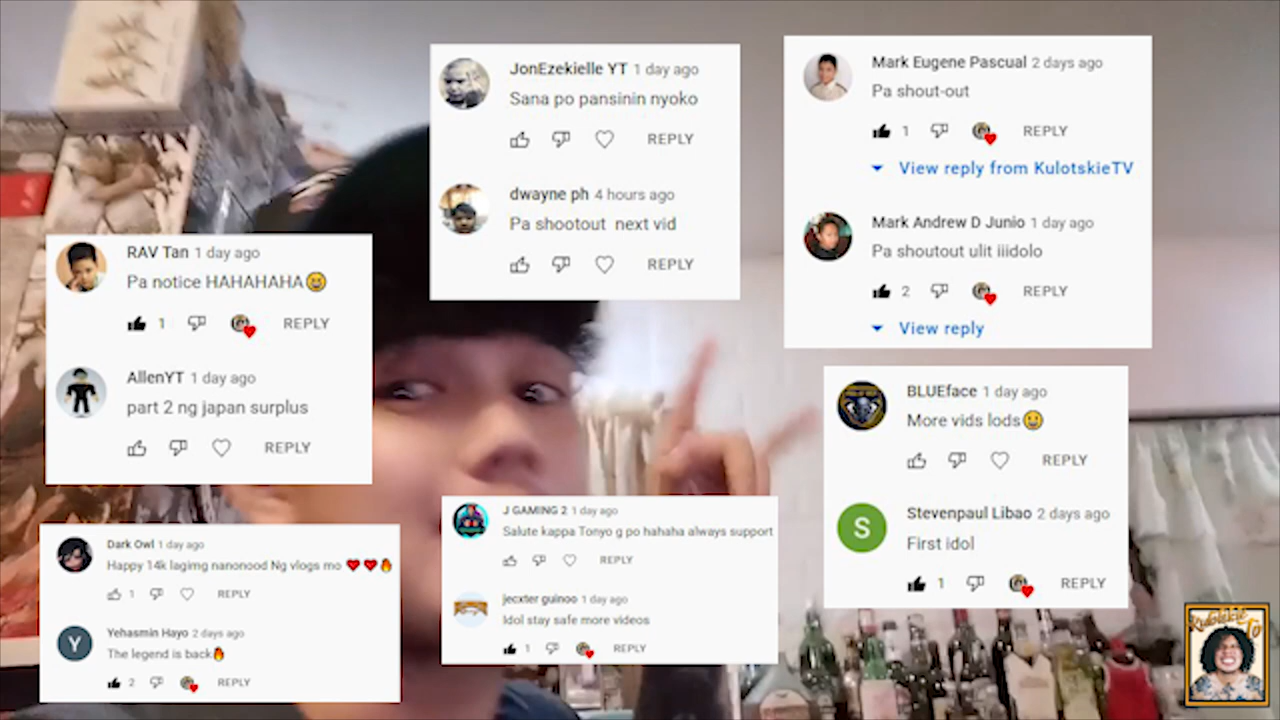 JonEzekielle YT 1 day ago
Sana po pansinin nyoko
REPLY
dwayne ph 4 hours ago
Pa shootout next vid
REPLY
Mark Eugene Pascual 2 days ago
Pa shout-out
1 REPLY
View reply from KulotskieTV
Mark Andrew D Junio 1 day ago
Pa shoutout ulit iiidolo
2 REPLY
View reply
RAV Tan 1 day ago
Pa notice HAHAHAHA😀
1 REPLY
AllenYT 1 day ago
part 2 ng japan surplus
REPLY
BLUEface 1 day ago
More vids lods😀
REPLY
S
Stevenpaul Libao 2 days ago
First idol
1 REPLY
Dark Owl 1 day ago
Happy 14k lagimg nanonood Ng vlogs mo ❤️❤️🔥
1 REPLY
Y
Yehasmin Hayo 2 days ago
The legend is back🔥
2 REPLY
J GAMING 2 1 day ago
Salute kappa Tonyo g po hahaha always support
REPLY
jecxter guinoo 1 day ago
Idol stay safe more videos
1 REPLY
Kulotskie Tv